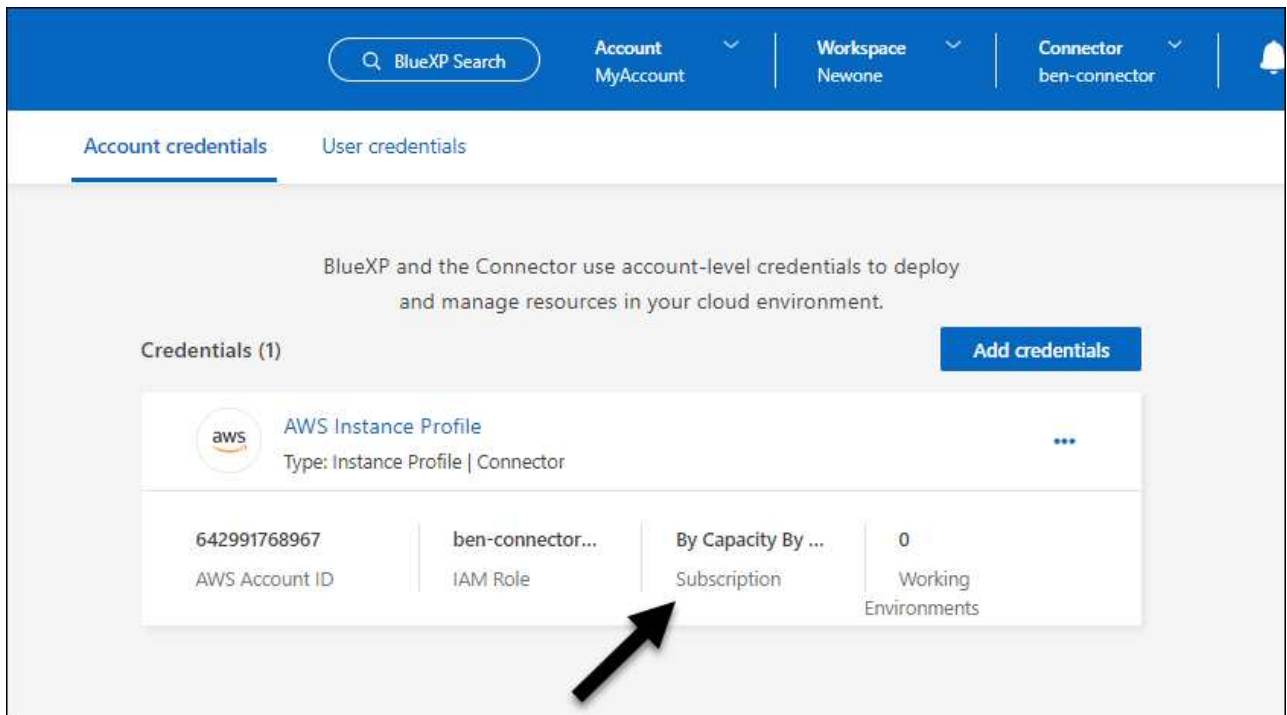 BlueXP Search
Account
MyAccount
Workspace
Newone
Connector
ben-connector
Account credentials
User credentials
BlueXP and the Connector use account-level credentials to deploy
and manage resources in your cloud environment.
Credentials (1)
Add credentials
aws
AWS Instance Profile
Type: Instance Profile | Connector
642991768967
AWS Account ID
ben-connector...
IAM Role
By Capacity By ...
Subscription
0
Working
Environments